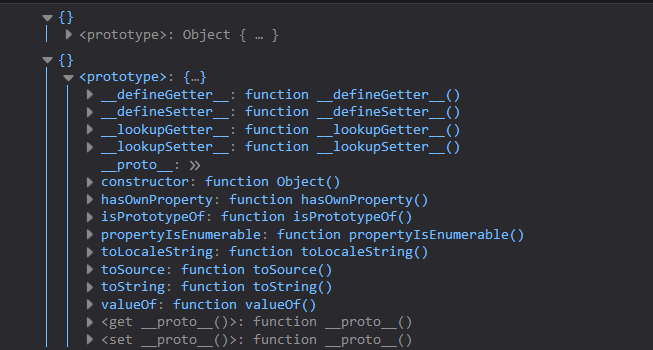 {}
<prototype>: Object { … }
{}
<prototype>: {…}
__defineGetter__: function __defineGetter__()
__defineSetter__: function __defineSetter__()
__lookupGetter__: function __lookupGetter__()
__lookupSetter__: function __lookupSetter__()
__proto__: »
constructor: function Object()
hasOwnProperty: function hasOwnProperty()
isPrototypeOf: function isPrototypeOf()
propertyIsEnumerable: function propertyIsEnumerable()
toLocaleString: function toLocaleString()
toSource: function toSource()
toString: function toString()
valueOf: function valueOf()
<get __proto__()>: function __proto__()
<set __proto__()>: function __proto__()